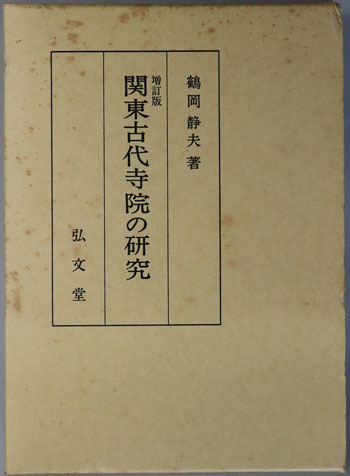 鶴岡静夫著
増訂版
関東古代寺院の研究
弘文堂